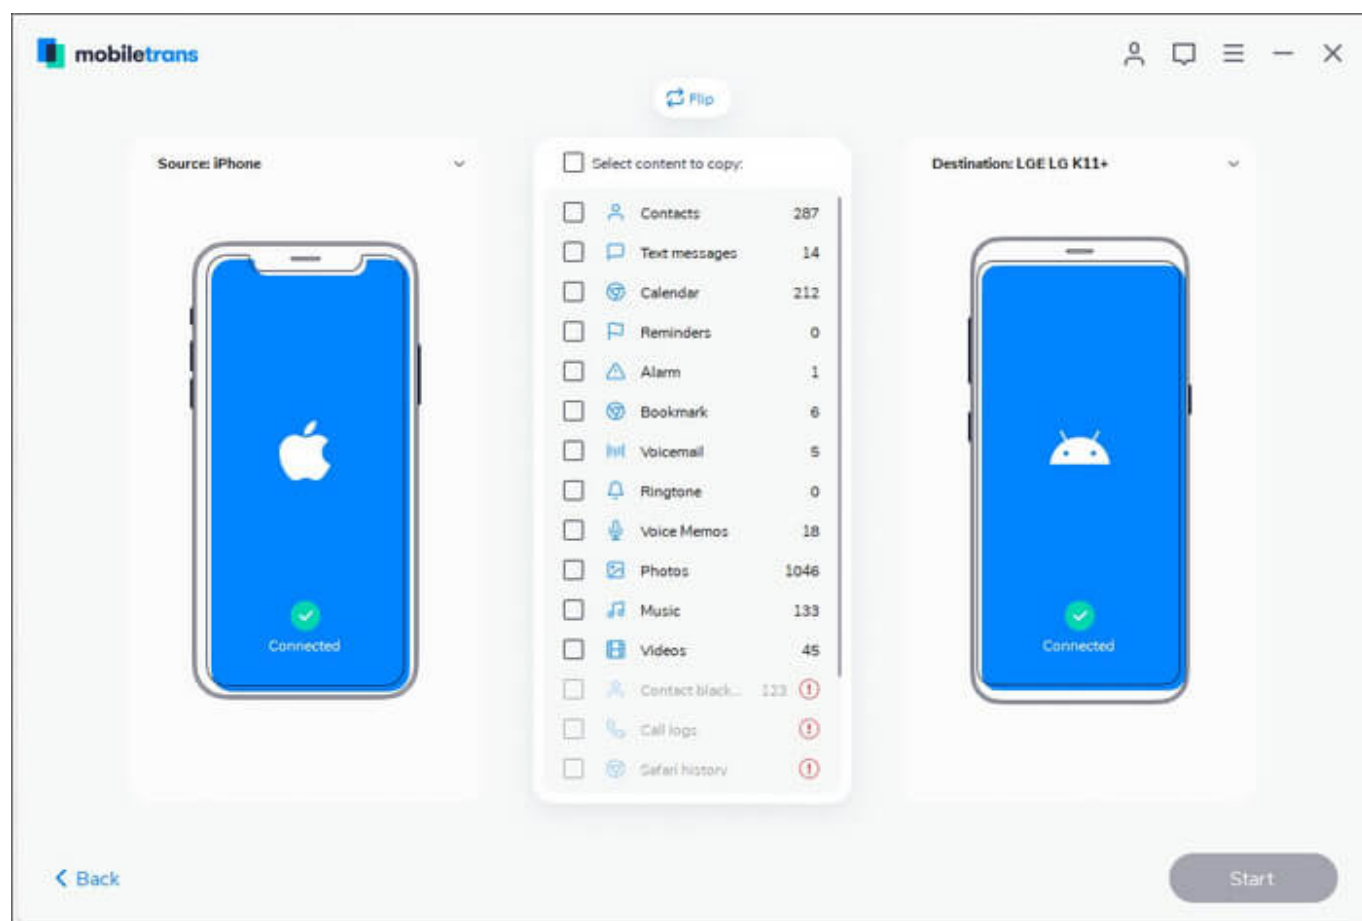 mobiletrans
Flip
Source: iPhone
Select content to copy:
Contacts 287
Text messages 14
Calendar 212
Reminders 0
Alarm 1
Bookmark 6
Voicemail 5
Ringtone 0
Voice Memos 18
Photos 1046
Music 133
Videos 45
Contact black... 123
Call logs
Safari history
Connected
Destination: LGE LG K11+
Connected
Back
Start